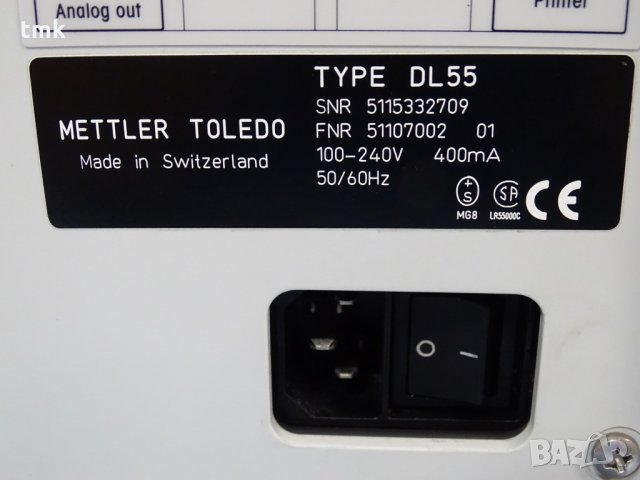 tmk
Analog out
Printer
TYPE DL55
SNR 5115332709
METTLER TOLEDO
FNR 51107002 01
Made in Switzerland
100-240V 400mA
50/60Hz
+
S
MG8
SA
LR55000C
CE
O I
BAZAR